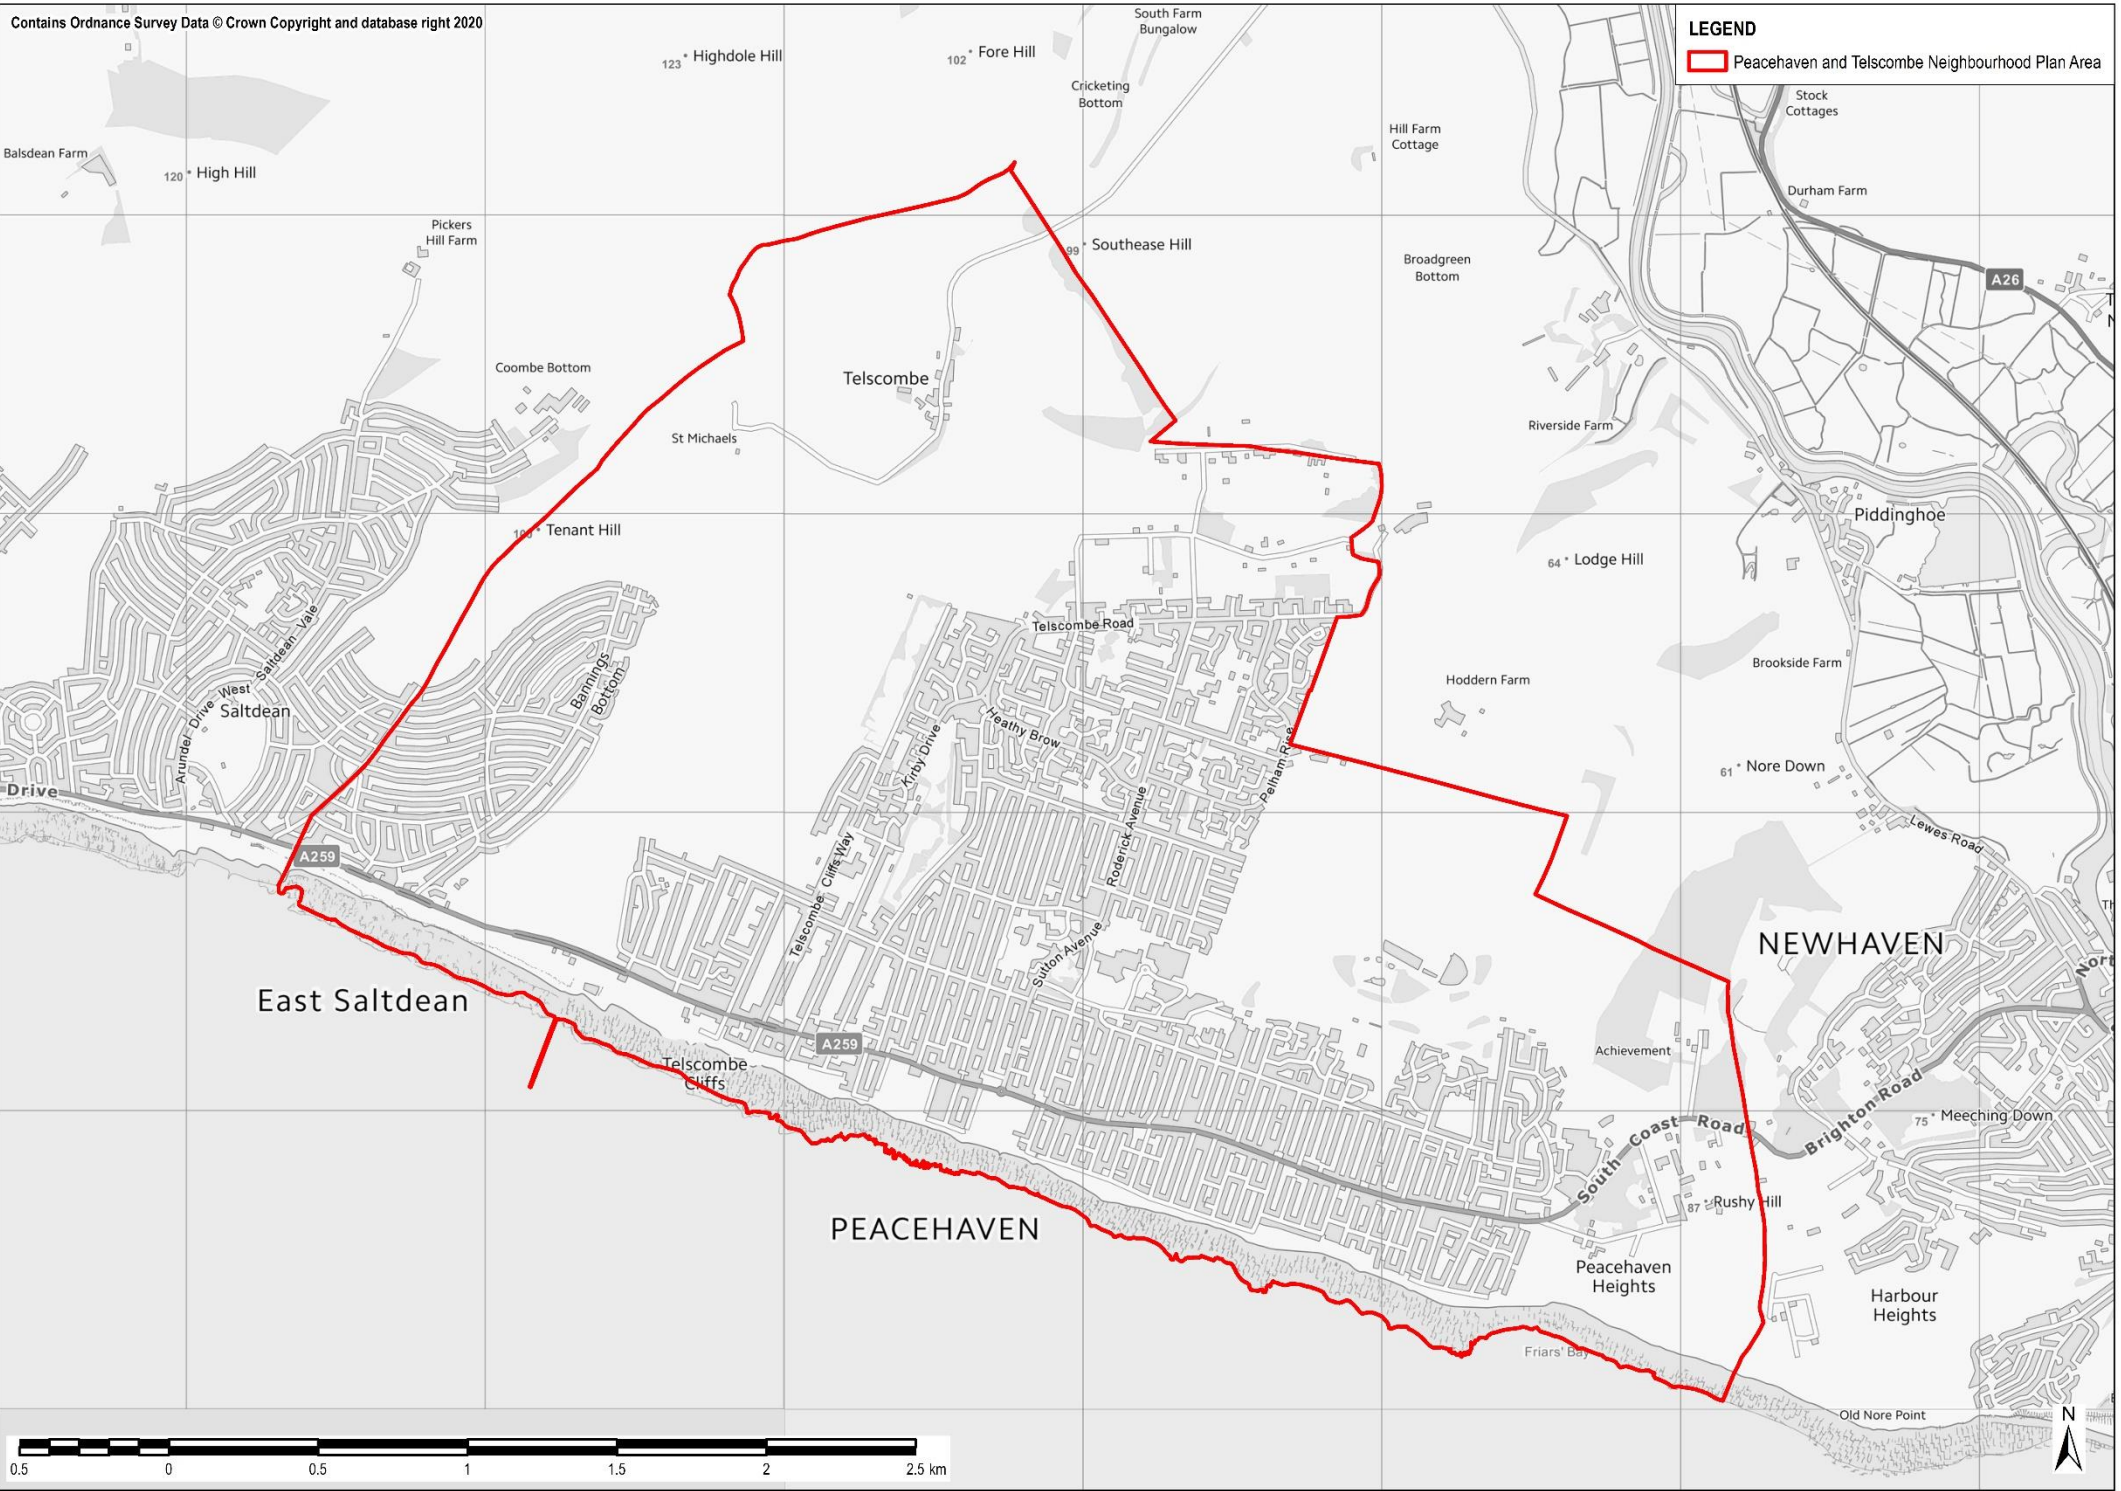 Contains Ordnance Survey Data © Crown Copyright and database right 2020
LEGEND
Peacehaven and Telscombe Neighbourhood Plan Area
South Farm
Bungalow
123 Highdole Hill
102 Fore Hill
Cricketing
Bottom
Stock
Cottages
Hill Farm
Cottage
Balsdean Farm
120 High Hill
Durham Farm
Pickers
Hill Farm
99 Southease Hill
Broadgreen
Bottom
A26
Coombe Bottom
Telscombe
St Michaels
Riverside Farm
Piddinghoe
Tenant Hill
64 Lodge Hill
Telscombe Road
Brookside Farm
Hoddern Farm
Bannings
Bottom
West Saltdean Vale
Saltdean
Arundel Drive
Heathy Brow
Kirby Drive
Pelham Rise
61 Nore Down
Drive
Roderick Avenue
Lewes Road
Telscombe Cliffs Way
A259
Sutton Avenue
NEWHAVEN
Nort
East Saltdean
A259
Telscombe
Cliffs
Achievement
South Coast Road
Brighton Road
75 Meeching Down
87 Rushy Hill
PEACEHAVEN
Peacehaven
Heights
Harbour
Heights
Friars' Bay
Old Nore Point
N
0.5 0 0.5 1 1.5 2 2.5 km